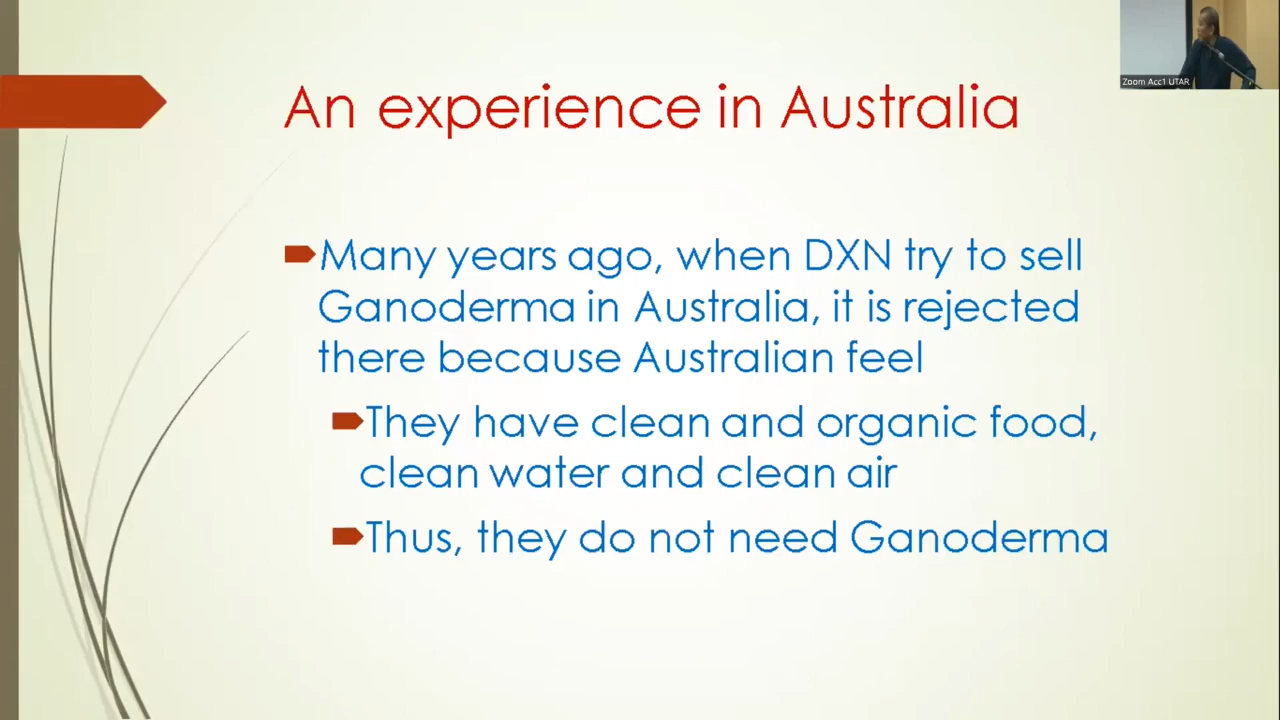 Zoom Acc1 UTAR
An experience in Australia
Many years ago, when DXN try to sell
Ganoderma in Australia, it is rejected
there because Australian feel
They have clean and organic food,
clean water and clean air
Thus, they do not need Ganoderma